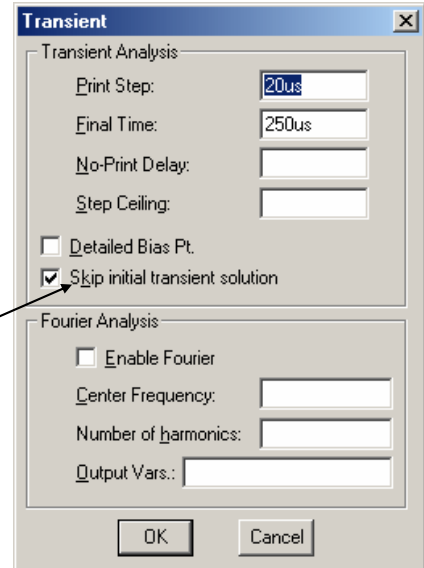 Transient
Transient Analysis
Print Step: 20us
Final Time: 250us
No-Print Delay:
Step Ceiling:
Detailed Bias Pt.
Skip initial transient solution
Fourier Analysis
Enable Fourier
Center Frequency:
Number of harmonics:
Output Vars.:
OK Cancel